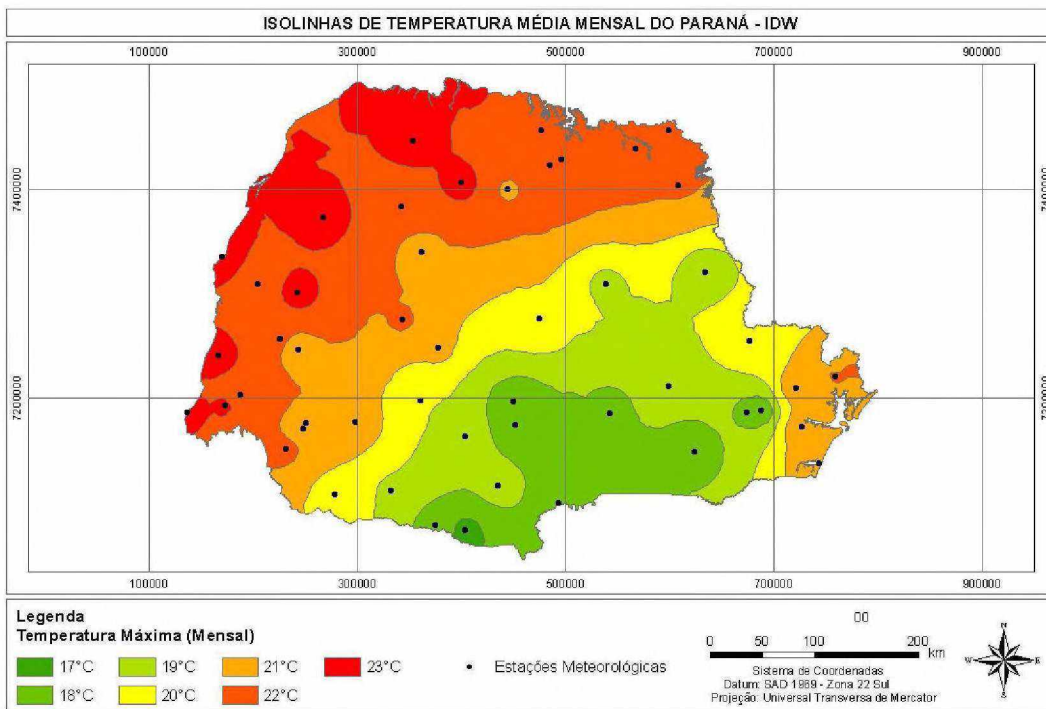 ISOLINHAS DE TEMPERATURA MÉDIA MENSAL DO PARANÁ - IDW
100000 300000 500000 700000 900000
7400000 7400000
7200000 7200000
100000 300000 500000 700000 900000
Legenda
Temperatura Máxima (Mensal)
17°C 19°C 21°C 23°C
18°C 20°C 22°C
Estações Meteorológicas
00
0 50 100 200
km
Sistema de Coordenadas
Datum: SAD 1969 - Zona 22 Sul
Projeção: Universal Transversa de Mercator
N
W E
S